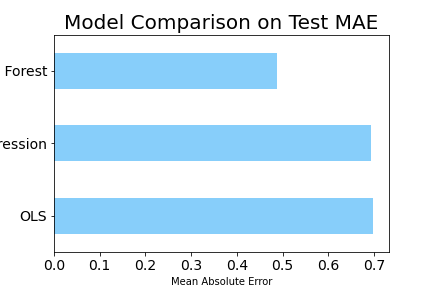 Model Comparison on Test MAE
Forest
ression
OLS
0.0 0.1 0.2 0.3 0.4 0.5 0.6 0.7
Mean Absolute Error